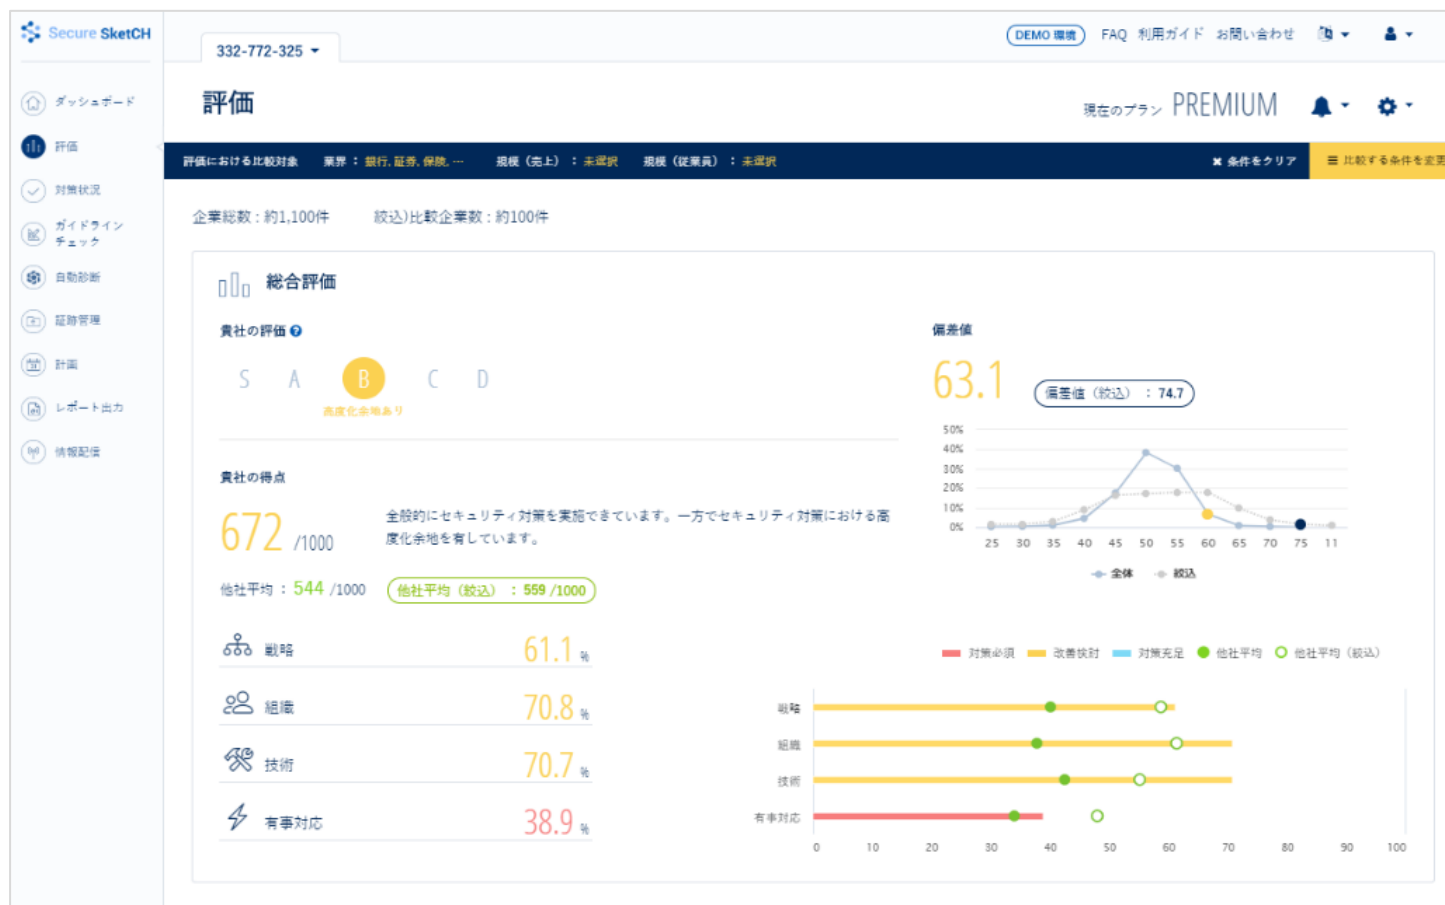 Secure SketCH
332-772-325
DEMO 環境 FAQ 利用ガイド お問い合わせ
ダッシュボード
評価
対策状況
ガイドライン
チェック
自動診断
証跡管理
計画
レポート出力
情報配信
評価
現在のプラン PREMIUM
評価における比較対象 業界 : 銀行, 証券, 保険, … 規模（売上） : 未選択 規模（従業員） : 未選択 条件をクリア 比較する条件を変更
企業総数 : 約1,100件 絞込)比較企業数 : 約100件
総合評価
貴社の評価
S A B C D
高度化余地あり
貴社の得点
672 /1000
全般的にセキュリティ対策を実施できています。一方でセキュリティ対策における高
度化余地を有しています。
他社平均 : 544 /1000 他社平均（絞込） : 559 /1000
戦略 61.1 %
組織 70.8 %
技術 70.7 %
有事対応 38.9 %
偏差値
63.1 偏差値（絞込） : 74.7
50%
40%
30%
20%
10%
0%
25 30 35 40 45 50 55 60 65 70 75 11
全体 絞込
対策必須 改善検討 対策充足 他社平均 他社平均（絞込）
戦略
組織
技術
有事対応
0 10 20 30 40 50 60 70 80 90 100